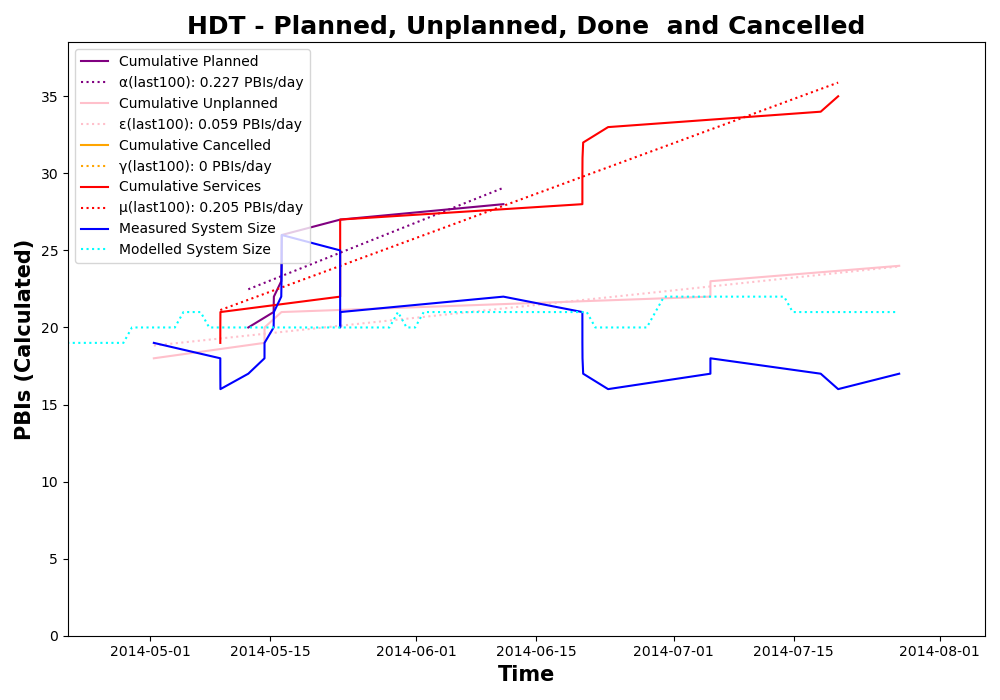 HDT - Planned, Unplanned, Done  and Cancelled
Cumulative Planned
α(last100): 0.227 PBIs/day
Cumulative Unplanned
ε(last100): 0.059 PBIs/day
Cumulative Cancelled
γ(last100): 0 PBIs/day
Cumulative Services
μ(last100): 0.205 PBIs/day
Measured System Size
Modelled System Size
PBIs (Calculated)
35
30
25
20
15
10
5
0
2014-05-01 2014-05-15 2014-06-01 2014-06-15 2014-07-01 2014-07-15 2014-08-01
Time